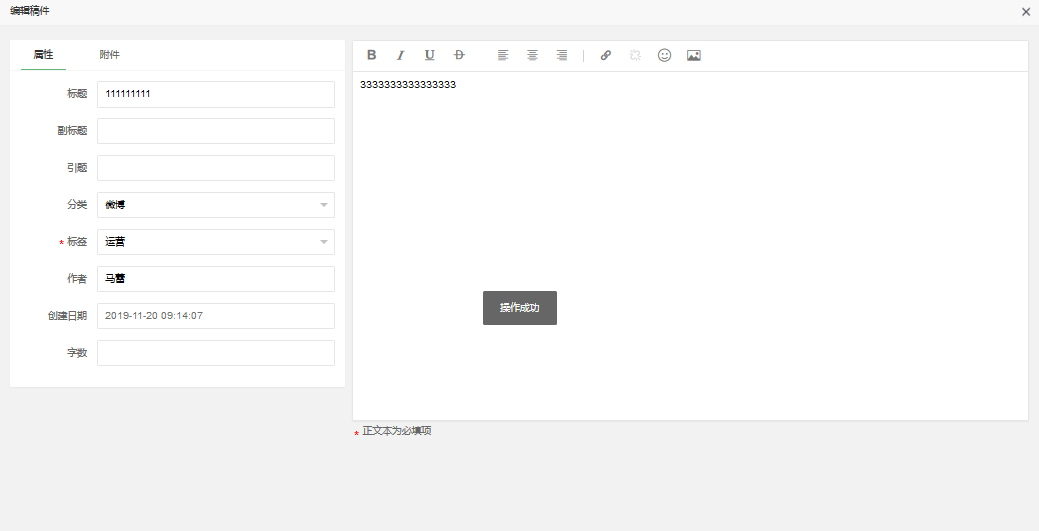 编辑稿件
属性 附件
标题 111111111
副标题
引题
分类 微博
* 标签 运营
作者 马蕾
创建日期 2019-11-20 09:14:07
字数
B I U D
3333333333333333
操作成功
* 正文本为必填项